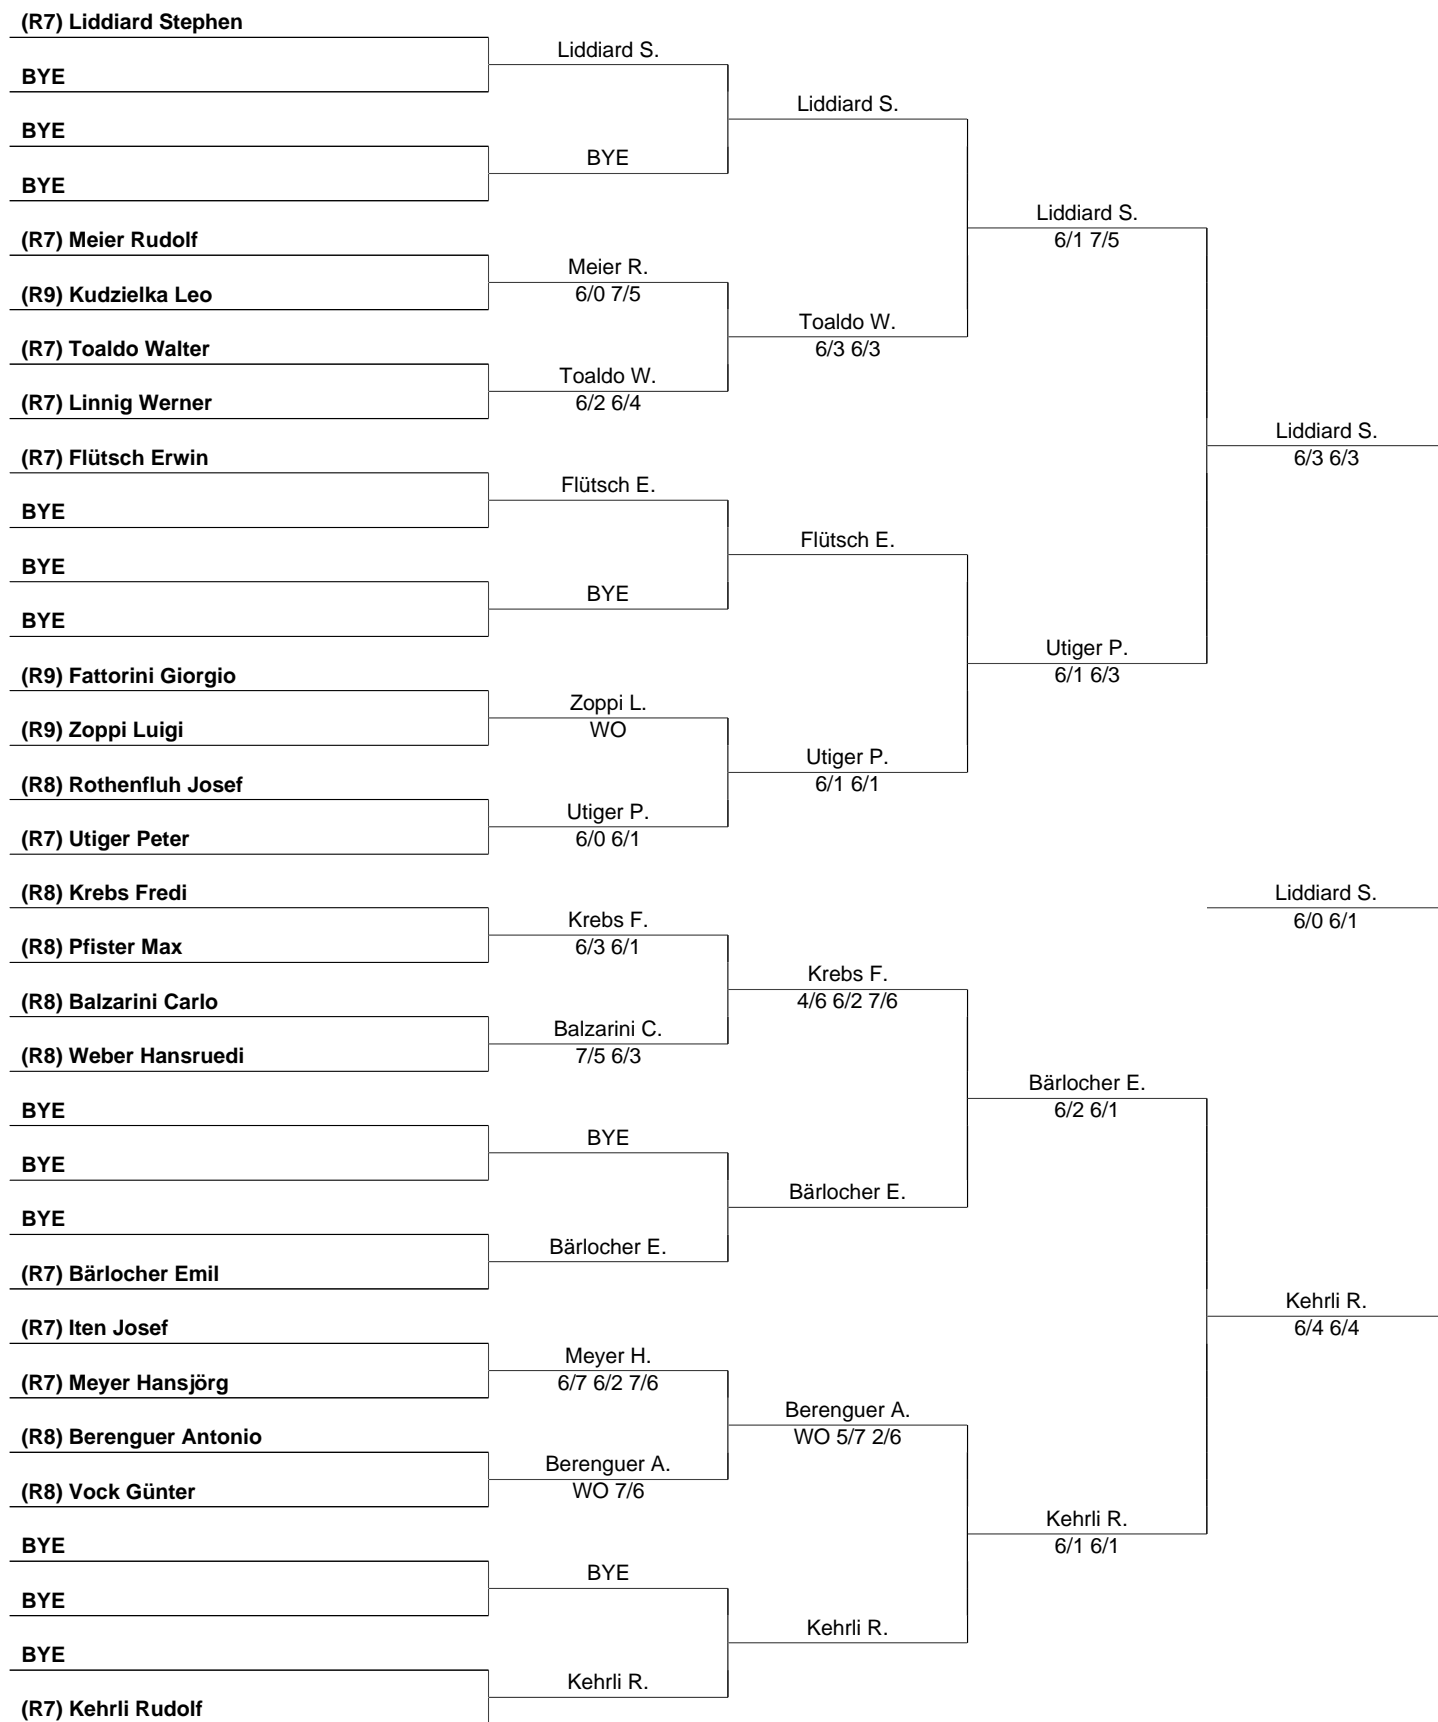 (R7) Liddiard Stephen
BYE
BYE
BYE
(R7) Meier Rudolf
(R9) Kudzielka Leo
(R7) Toaldo Walter
(R7) Linnig Werner
(R7) Flütsch Erwin
BYE
BYE
BYE
(R9) Fattorini Giorgio
(R9) Zoppi Luigi
(R8) Rothenfluh Josef
(R7) Utiger Peter
(R8) Krebs Fredi
(R8) Pfister Max
(R8) Balzarini Carlo
(R8) Weber Hansruedi
BYE
BYE
BYE
(R7) Bärlocher Emil
(R7) Iten Josef
(R7) Meyer Hansjörg
(R8) Berenguer Antonio
(R8) Vock Günter
BYE
BYE
BYE
(R7) Kehrli Rudolf
Liddiard S.
BYE
Meier R.
6/0 7/5
Toaldo W.
6/2 6/4
Flütsch E.
BYE
Zoppi L.
WO
Utiger P.
6/0 6/1
Krebs F.
6/3 6/1
Balzarini C.
7/5 6/3
BYE
Bärlocher E.
Meyer H.
6/7 6/2 7/6
Berenguer A.
WO 7/6
BYE
Kehrli R.
Liddiard S.
Toaldo W.
6/3 6/3
Flütsch E.
Utiger P.
6/1 6/1
Krebs F.
4/6 6/2 7/6
Bärlocher E.
Berenguer A.
WO 5/7 2/6
Kehrli R.
Liddiard S.
6/1 7/5
Utiger P.
6/1 6/3
Bärlocher E.
6/2 6/1
Kehrli R.
6/1 6/1
Liddiard S.
6/3 6/3
Liddiard S.
6/0 6/1
Kehrli R.
6/4 6/4